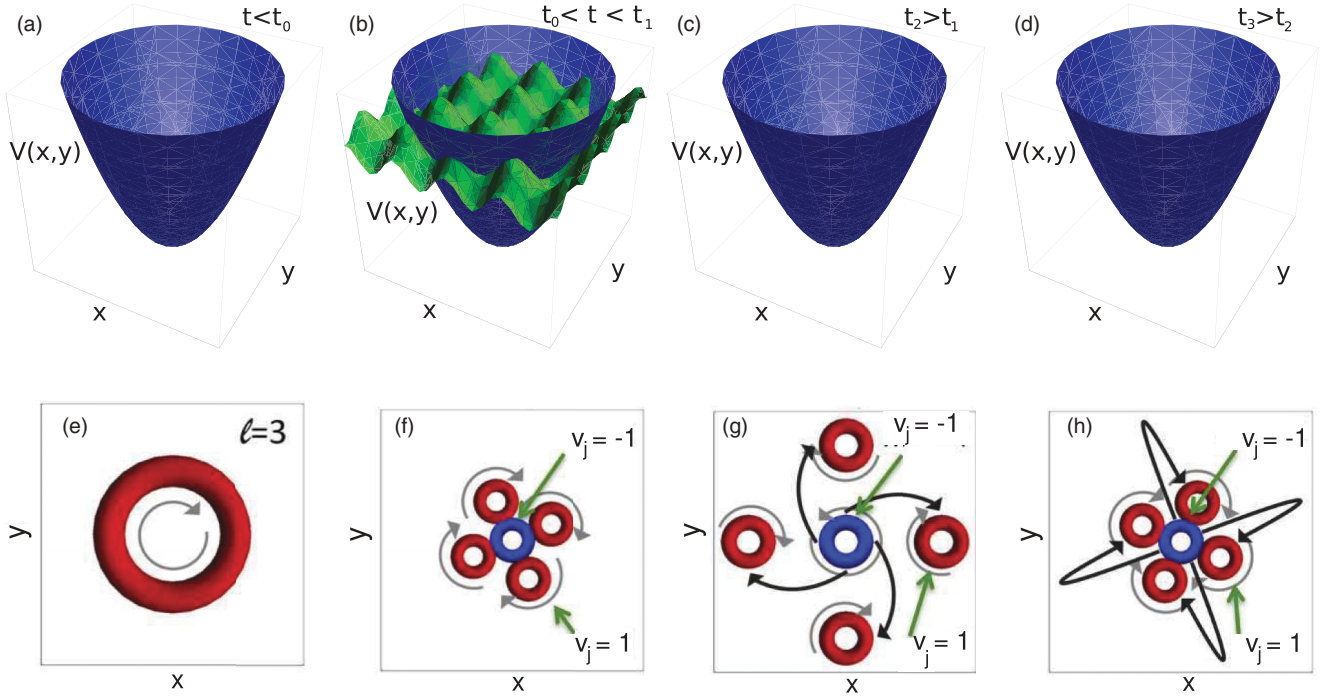 (a)
t<t₀
V(x,y)
x
y
(b)
t₀< t < t₁
V(x,y)
x
y
(c)
t₂>t₁
V(x,y)
x
y
(d)
t₃>t₂
V(x,y)
x
y
(e)
ℓ=3
y
x
(f)
vⱼ = -1
vⱼ = 1
y
x
(g)
vⱼ = -1
vⱼ = 1
y
x
(h)
vⱼ = -1
vⱼ = 1
y
x